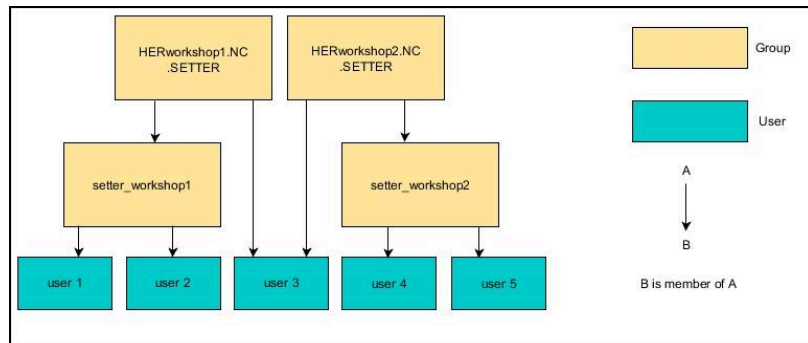 HERworkshop1.NC
.SETTER
HERworkshop2.NC
.SETTER
Group
User
setter_workshop1
setter_workshop2
A
B
user 1
user 2
user 3
user 4
user 5
B is member of A